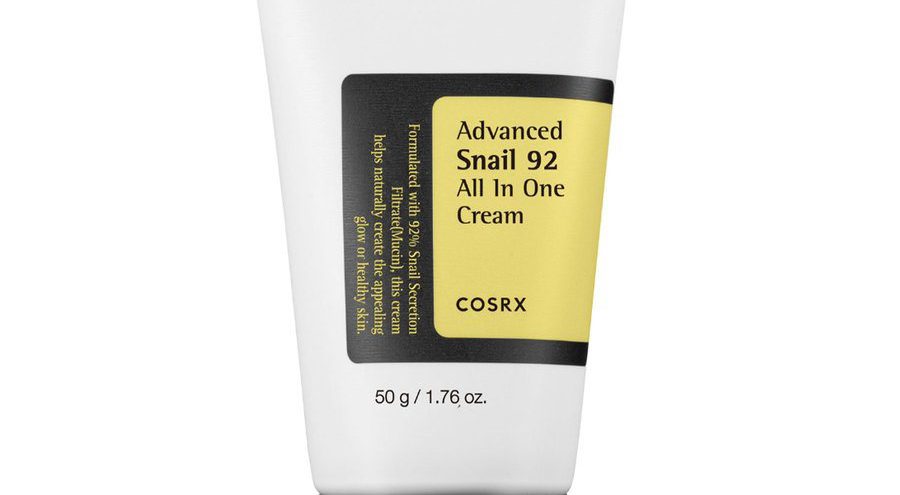 Advanced
Snail 92
All In One
Cream
COSRX
Formulated with 92% Snail Secretion
Filtrate(Mucin), this cream
helps naturally create the appealing
glow or healthy skin.
50 g / 1.76 oz.